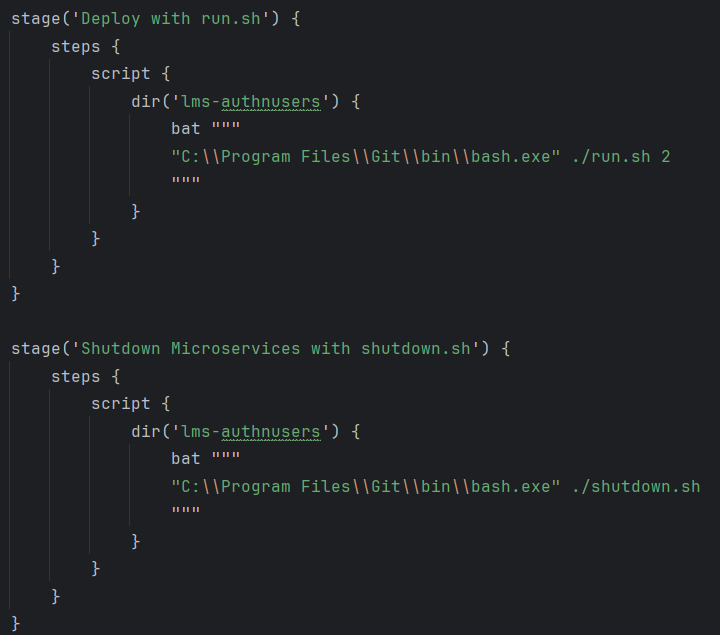 stage('Deploy with run.sh') {
    steps {
        script {
            dir('lms-authnusers') {
                bat """
                "C:\\Program Files\\Git\\bin\\bash.exe" ./run.sh 2
                """
            }
        }
    }
}

stage('Shutdown Microservices with shutdown.sh') {
    steps {
        script {
            dir('lms-authnusers') {
                bat """
                "C:\\Program Files\\Git\\bin\\bash.exe" ./shutdown.sh
                """
            }
        }
    }
}